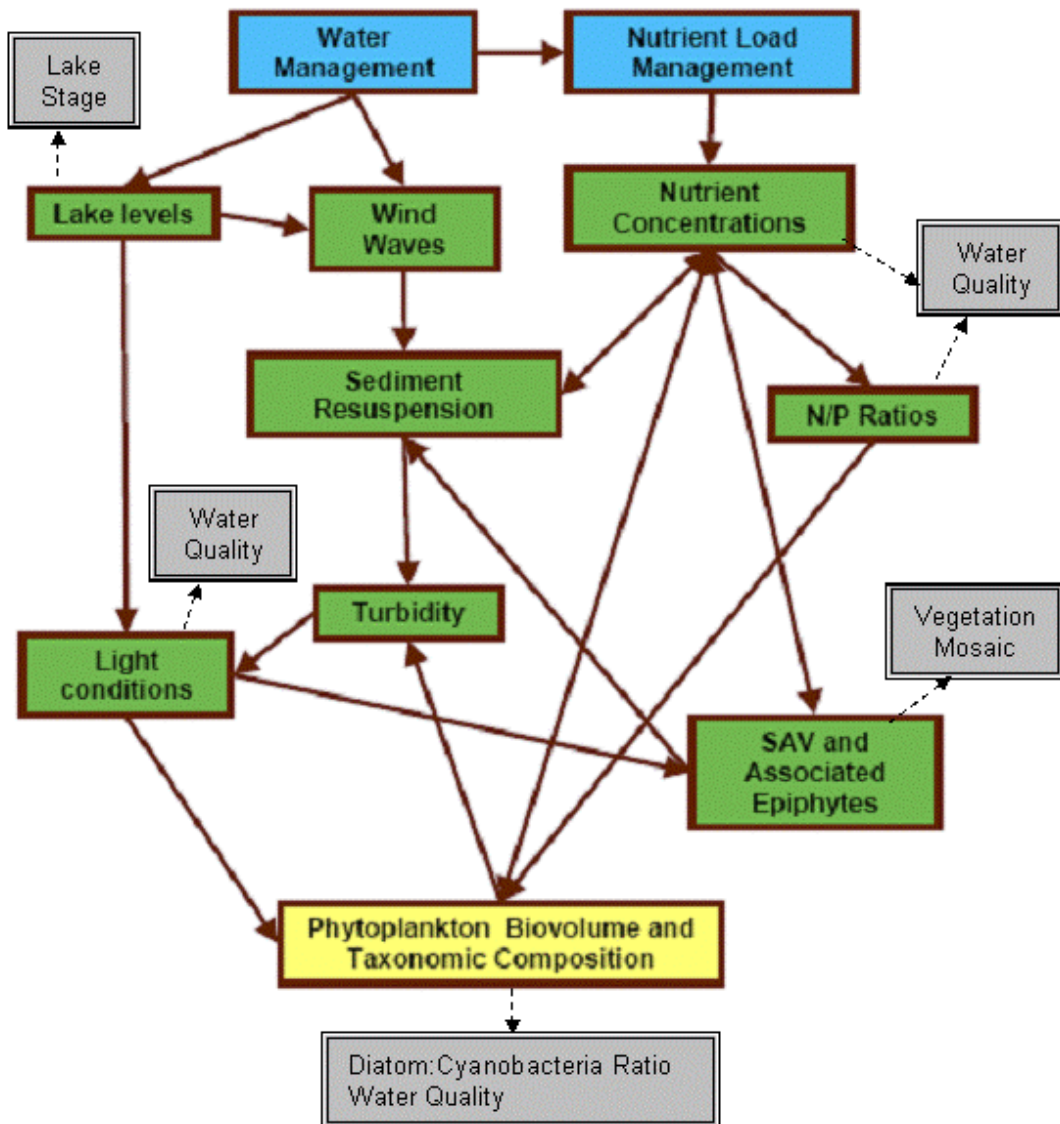 Water
Management
Nutrient Load
Management
Lake
Stage
Lake levels
Wind
Waves
Nutrient
Concentrations
Water
Quality
Sediment
Resuspension
N/P Ratios
Water
Quality
Turbidity
Light
conditions
Vegetation
Mosaic
SAV and
Associated
Epiphytes
Phytoplankton Biovolume and
Taxonomic Composition
Diatom:Cyanobacteria Ratio
Water Quality